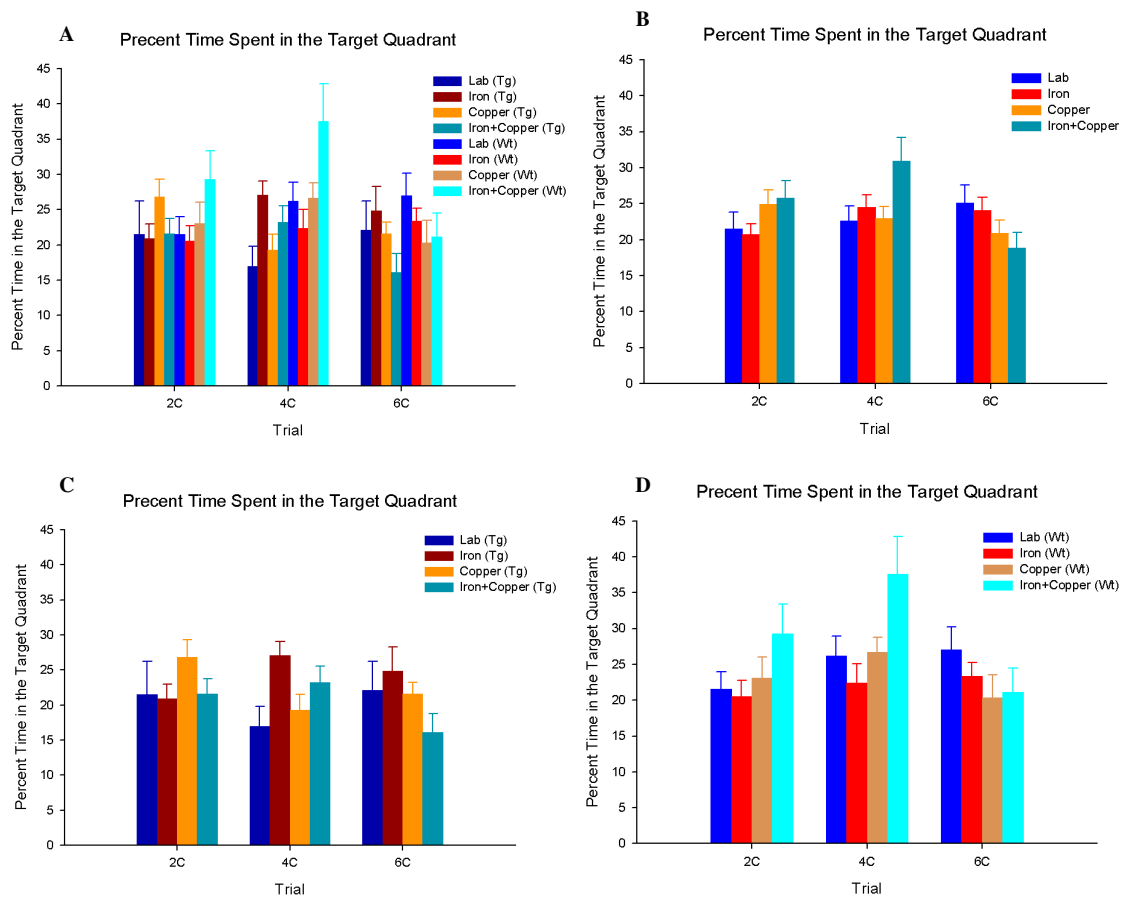 A
Precent Time Spent in the Target Quadrant
Percent Time in the Target Quadrant
45
40
35
30
25
20
15
10
5
0
Lab (Tg)
Iron (Tg)
Copper (Tg)
Iron+Copper (Tg)
Lab (Wt)
Iron (Wt)
Copper (Wt)
Iron+Copper (Wt)
2C 4C 6C
Trial
B
Percent Time Spent in the Target Quadrant
Percent Time in the Target Quadrant
45
40
35
30
25
20
15
10
5
0
Lab
Iron
Copper
Iron+Copper
2C 4C 6C
Trial
C
Precent Time Spent in the Target Quadrant
Percent Time in the Target Quadrant
45
40
35
30
25
20
15
10
5
0
Lab (Tg)
Iron (Tg)
Copper (Tg)
Iron+Copper (Tg)
2C 4C 6C
Trial
D
Precent Time Spent in the Target Quadrant
Percent Time in the Target Quadrant
45
40
35
30
25
20
15
10
5
0
Lab (Wt)
Iron (Wt)
Copper (Wt)
Iron+Copper (Wt)
2C 4C 6C
Trial